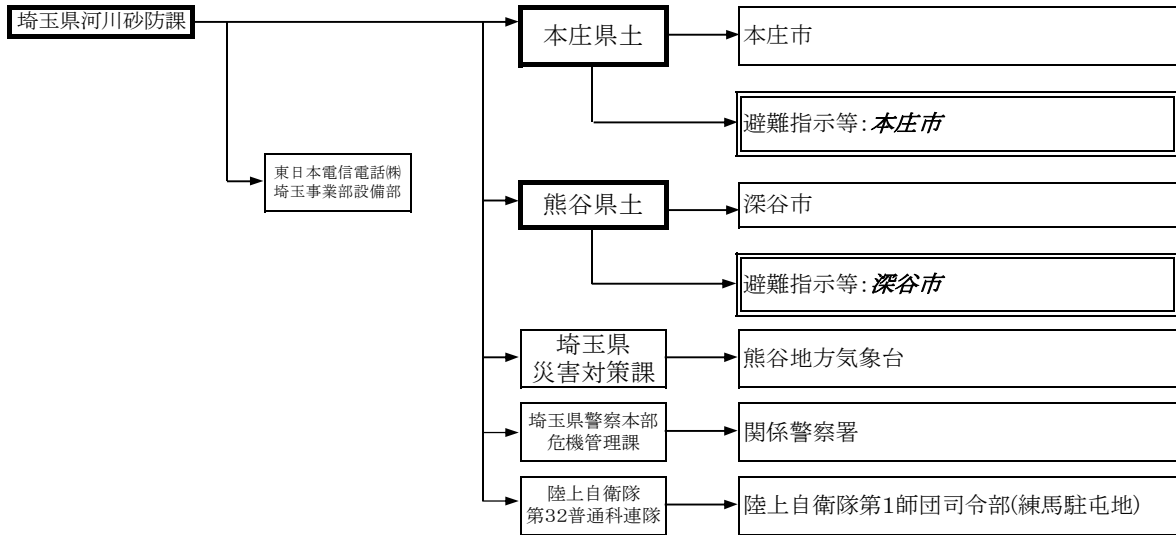 埼玉県河川砂防課
本庄県土
本庄市
避難指示等:本庄市
東日本電信電話㈱
埼玉事業部設備部
熊谷県土
深谷市
避難指示等:深谷市
埼玉県
災害対策課
熊谷地方気象台
埼玉県警察本部
危機管理課
関係警察署
陸上自衛隊
第32普通科連隊
陸上自衛隊第1師団司令部(練馬駐屯地)